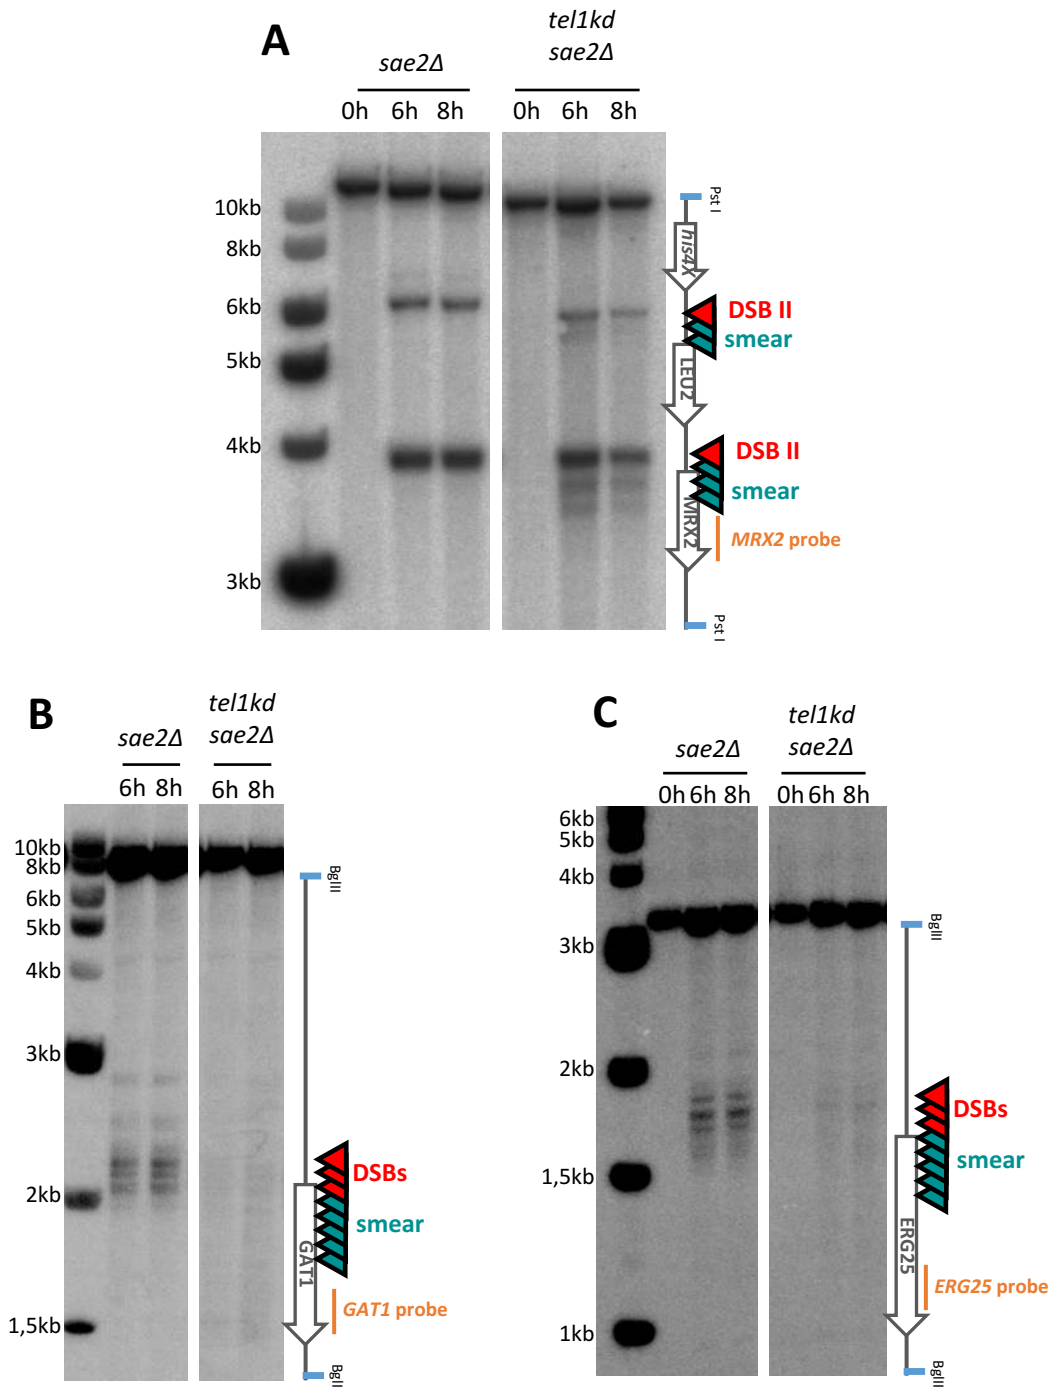 A
sae2Δ
tel1kd
sae2Δ
0h 6h 8h
0h 6h 8h
10kb
8kb
6kb
5kb
4kb
3kb
Pst I
his4X
DSB II
smear
LEU2
DSB II
smear
MRX2
MRX2 probe
Pst I
B
sae2Δ
tel1kd
sae2Δ
6h 8h
6h 8h
10kb
8kb
6kb
5kb
4kb
3kb
2kb
1,5kb
BglII
DSBs
smear
GAT1
GAT1 probe
BglII
C
sae2Δ
tel1kd
sae2Δ
0h 6h 8h
0h 6h 8h
6kb
5kb
4kb
3kb
2kb
1,5kb
1kb
BglII
DSBs
smear
ERG25
ERG25 probe
BglII